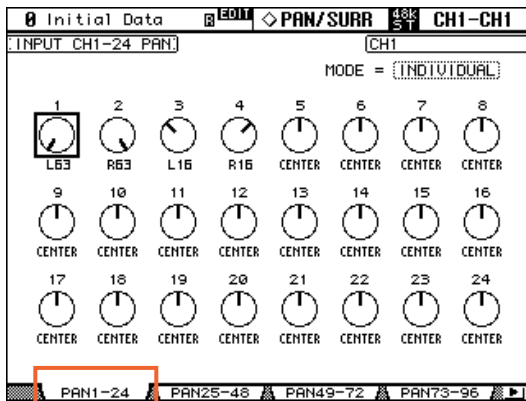 0 Initial Data R EDIT ◇ PAN/SURR 48k ST CH1-CH1
INPUT CH1-24 PAN CH1
MODE = INDIVIDUAL
1 2 3 4 5 6 7 8
L63 R63 L16 R16 CENTER CENTER CENTER CENTER
9 10 11 12 13 14 15 16
CENTER CENTER CENTER CENTER CENTER CENTER CENTER CENTER
17 18 19 20 21 22 23 24
CENTER CENTER CENTER CENTER CENTER CENTER CENTER CENTER
PAN1-24 PAN25-48 PAN49-72 PAN73-96